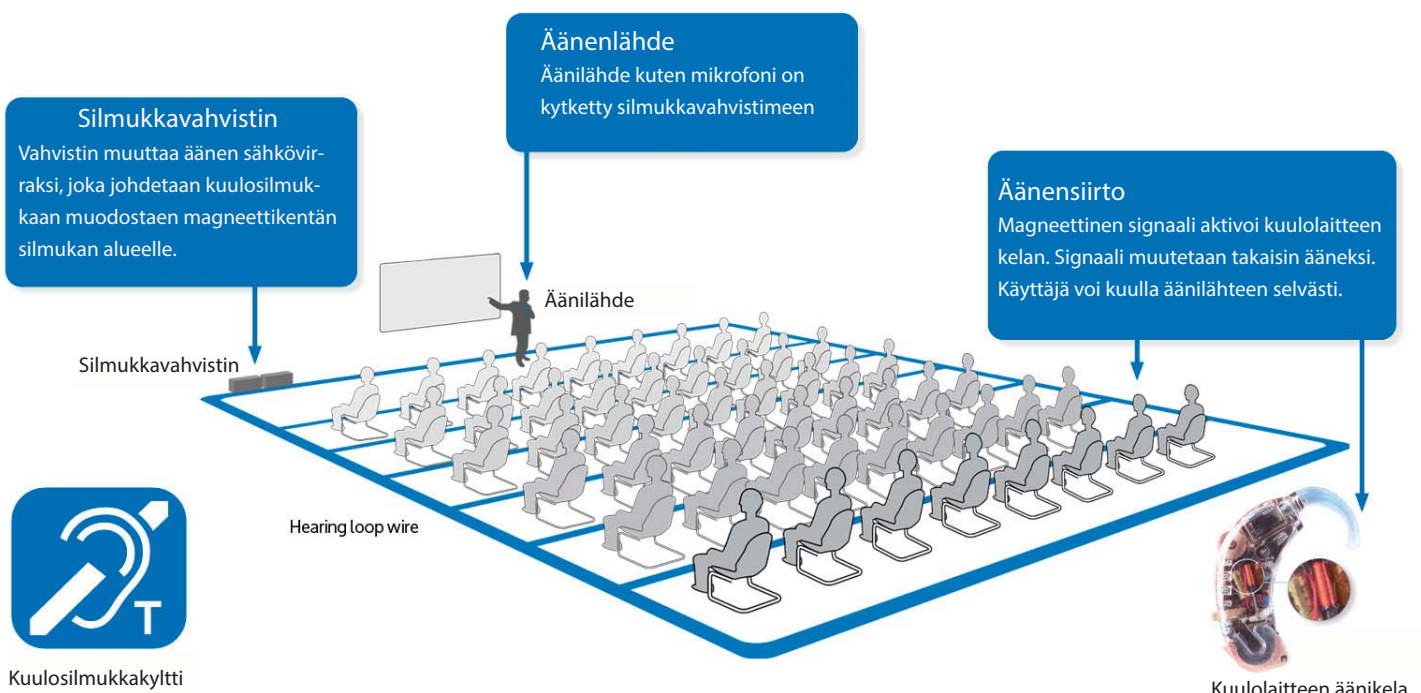 Äänenlähde
Äänilähde kuten mikrofoni on
kytketty silmukkavahvistimeen
Silmukkavahvistin
Vahvistin muuttaa äänen sähkövir-
raksi, joka johdetaan kuulosilmuk-
kaan muodostaen magneettikentän
silmukan alueelle.
Äänensiirto
Magneettinen signaali aktivoi kuulolaitteen
kelan. Signaali muutetaan takaisin ääneksi.
Käyttäjä voi kuulla äänilähteen selvästi.
Äänilähde
Silmukkavahvistin
Hearing loop wire
T
Kuulosilmukkakyltti
Kuulolaitteen äänikela